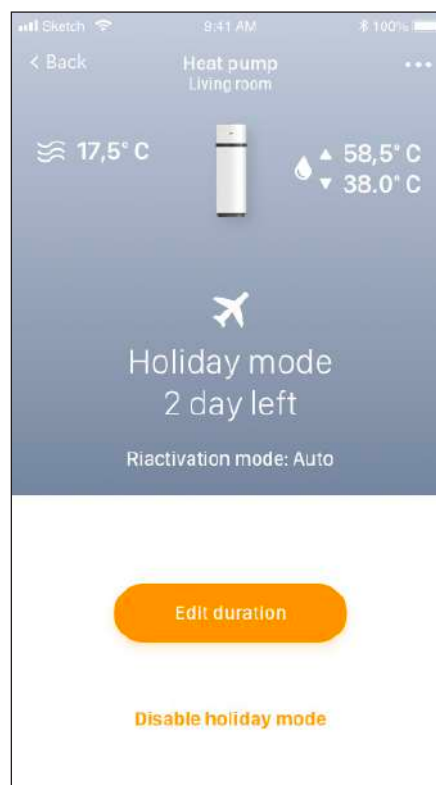 Sketch 9:41 AM 100%
< Back Heat pump
Living room
17,5° C
58,5° C
38.0° C
Holiday mode
2 day left
Riactivation mode: Auto
Edit duration
Disable holiday mode